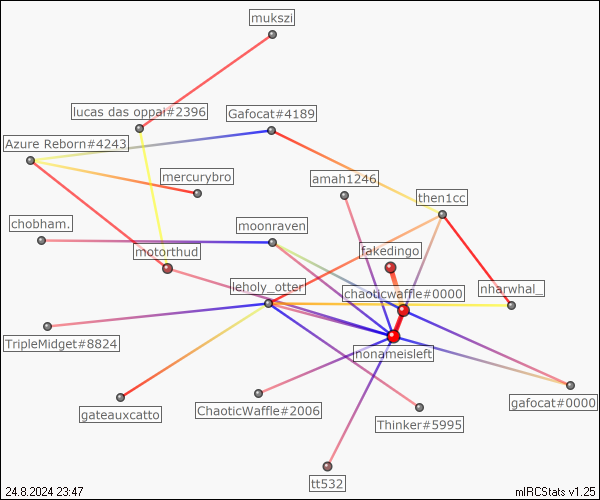 mukszi
lucas das oppai#2396
Gafocat#4189
Azure Reborn#4243
mercurybro
amah1246
then1cc
chobham.
moonraven
motorthud
fakedingo
leholy_otter
chaoticwaffle#0000
nharwhal_
TripleMidget#8824
nonameisleft
gateauxcatto
ChaoticWaffle#2006
Thinker#5995
gafocat#0000
tt532
24.8.2024 23:47
mIRCStats v1.25